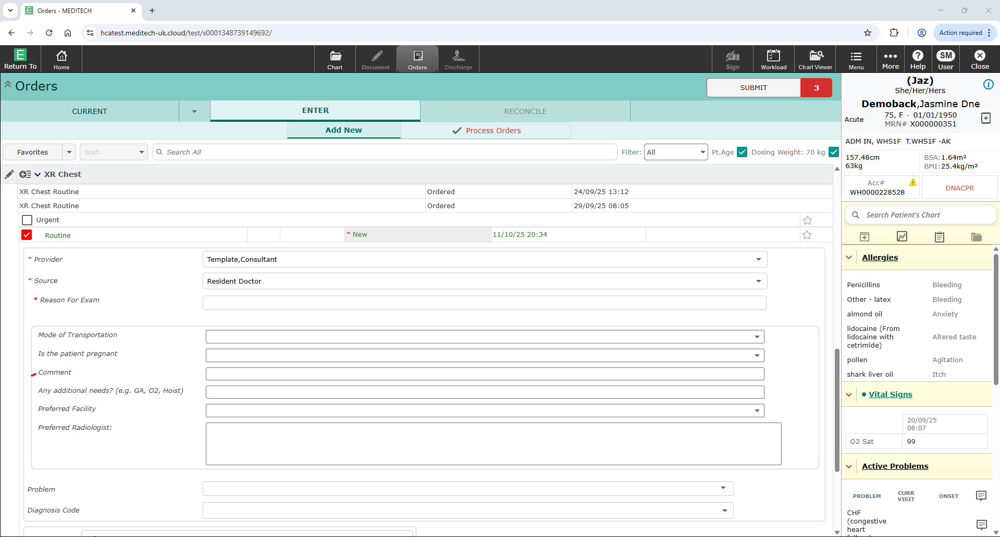 Orders - MEDITECH
hcatest.meditech-uk.cloud/test/s0001348739149692/
Action required
Return To
Home
Chart
Document
Orders
Discharge
Sign
Workload
Chart Viewer
Menu
More
Help
SM
User
Close
Orders
SUBMIT
3
CURRENT
ENTER
RECONCILE
Add New
Process Orders
Favorites
Sort
Search All
Filter: All
Pt.Age
Dosing Weight: 70 kg
XR Chest
XR Chest Routine Ordered 24/09/25 13:12
XR Chest Routine Ordered 29/09/25 08:05
Urgent
Routine * New 11/10/25 20:34
* Provider Template,Consultant
* Source Resident Doctor
* Reason For Exam
Mode of Transportation
Is the patient pregnant
Comment
Any additional needs? (e.g. GA, O2, Hoist)
Preferred Facility
Preferred Radiologist:
Problem
Diagnosis Code
(Jaz)
She/Her/Hers
Demoback,Jasmine Dne
Acute
75, F · 01/01/1950
MRN# X000000351
ADM IN, WHS1F T.WHS1F -AK
157.48cm
63kg
BSA:1.64m²
BMI:25.4kg/m²
Acc#
WH0000228528
DNACPR
Search Patient's Chart
Allergies
Penicillins Bleeding
Other - latex Bleeding
almond oil Anxiety
lidocaine (From
lidocaine with
cetrimide)
Altered taste
pollen Agitation
shark liver oil Itch
Vital Signs
20/09/25
08:07
O2 Sat 99
Active Problems
PROBLEM
CURR
VISIT
ONSET
CHF
(congestive
heart